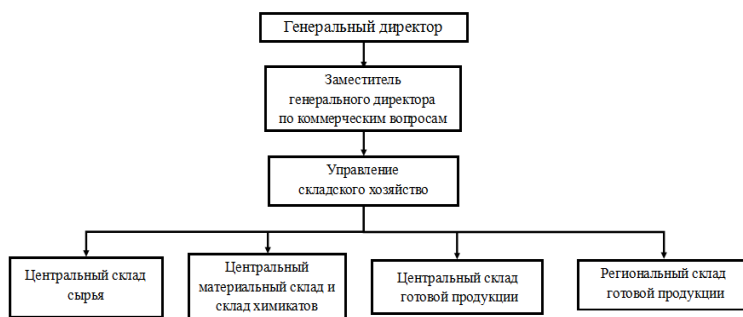 Генеральный директор
Заместитель
генерального директора
по коммерческим вопросам
Управление
складского хозяйство
Центральный склад
сырья
Центральный
материальный склад и
склад химикатов
Центральный склад
готовой продукции
Региональный склад
готовой продукции